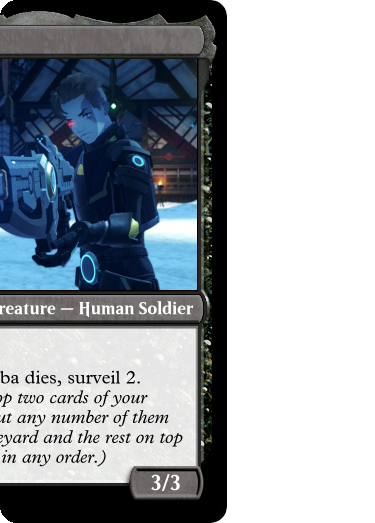 reature — Human Soldier
ba dies, surveil 2.
op two cards of your
ut any number of them
eyard and the rest on top
in any order.)
3/3